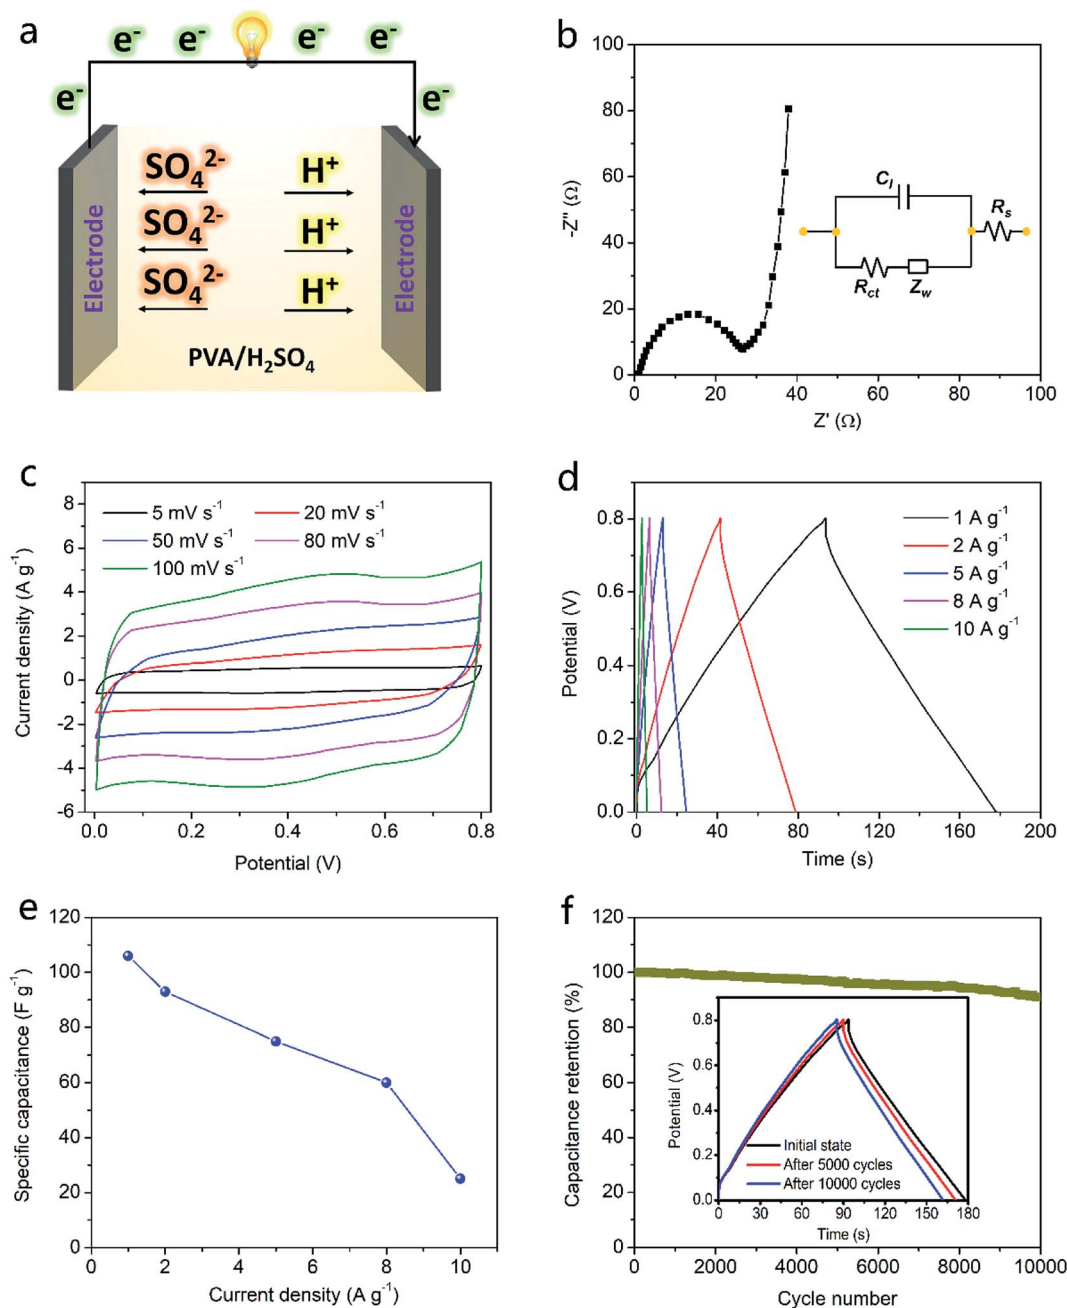 a
e⁻ e⁻ e⁻ e⁻
e⁻ e⁻
SO₄²⁻ H⁺
SO₄²⁻ H⁺
SO₄²⁻ H⁺
Electrode
Electrode
PVA/H₂SO₄
b
100
80
60
40
20
0
-Z'' (Ω)
0 20 40 60 80 100
Z' (Ω)
Cₗ
Rₛ
R_ct Z_w
c
8
6
4
2
0
-2
-4
-6
Current density (A g⁻¹)
5 mV s⁻¹ 20 mV s⁻¹
50 mV s⁻¹ 80 mV s⁻¹
100 mV s⁻¹
0.0 0.2 0.4 0.6 0.8
Potential (V)
d
0.8
0.6
0.4
0.2
0.0
Potential (V)
1 A g⁻¹
2 A g⁻¹
5 A g⁻¹
8 A g⁻¹
10 A g⁻¹
0 40 80 120 160 200
Time (s)
e
120
100
80
60
40
20
0
Specific capacitance (F g⁻¹)
0 2 4 6 8 10
Current density (A g⁻¹)
f
120
100
80
60
40
20
0
Capacitance retention (%)
0.8
0.6
0.4
0.2
0.0
Potential (V)
Initial state
After 5000 cycles
After 10000 cycles
0 30 60 90 120 150 180
Time (s)
0 2000 4000 6000 8000 10000
Cycle number